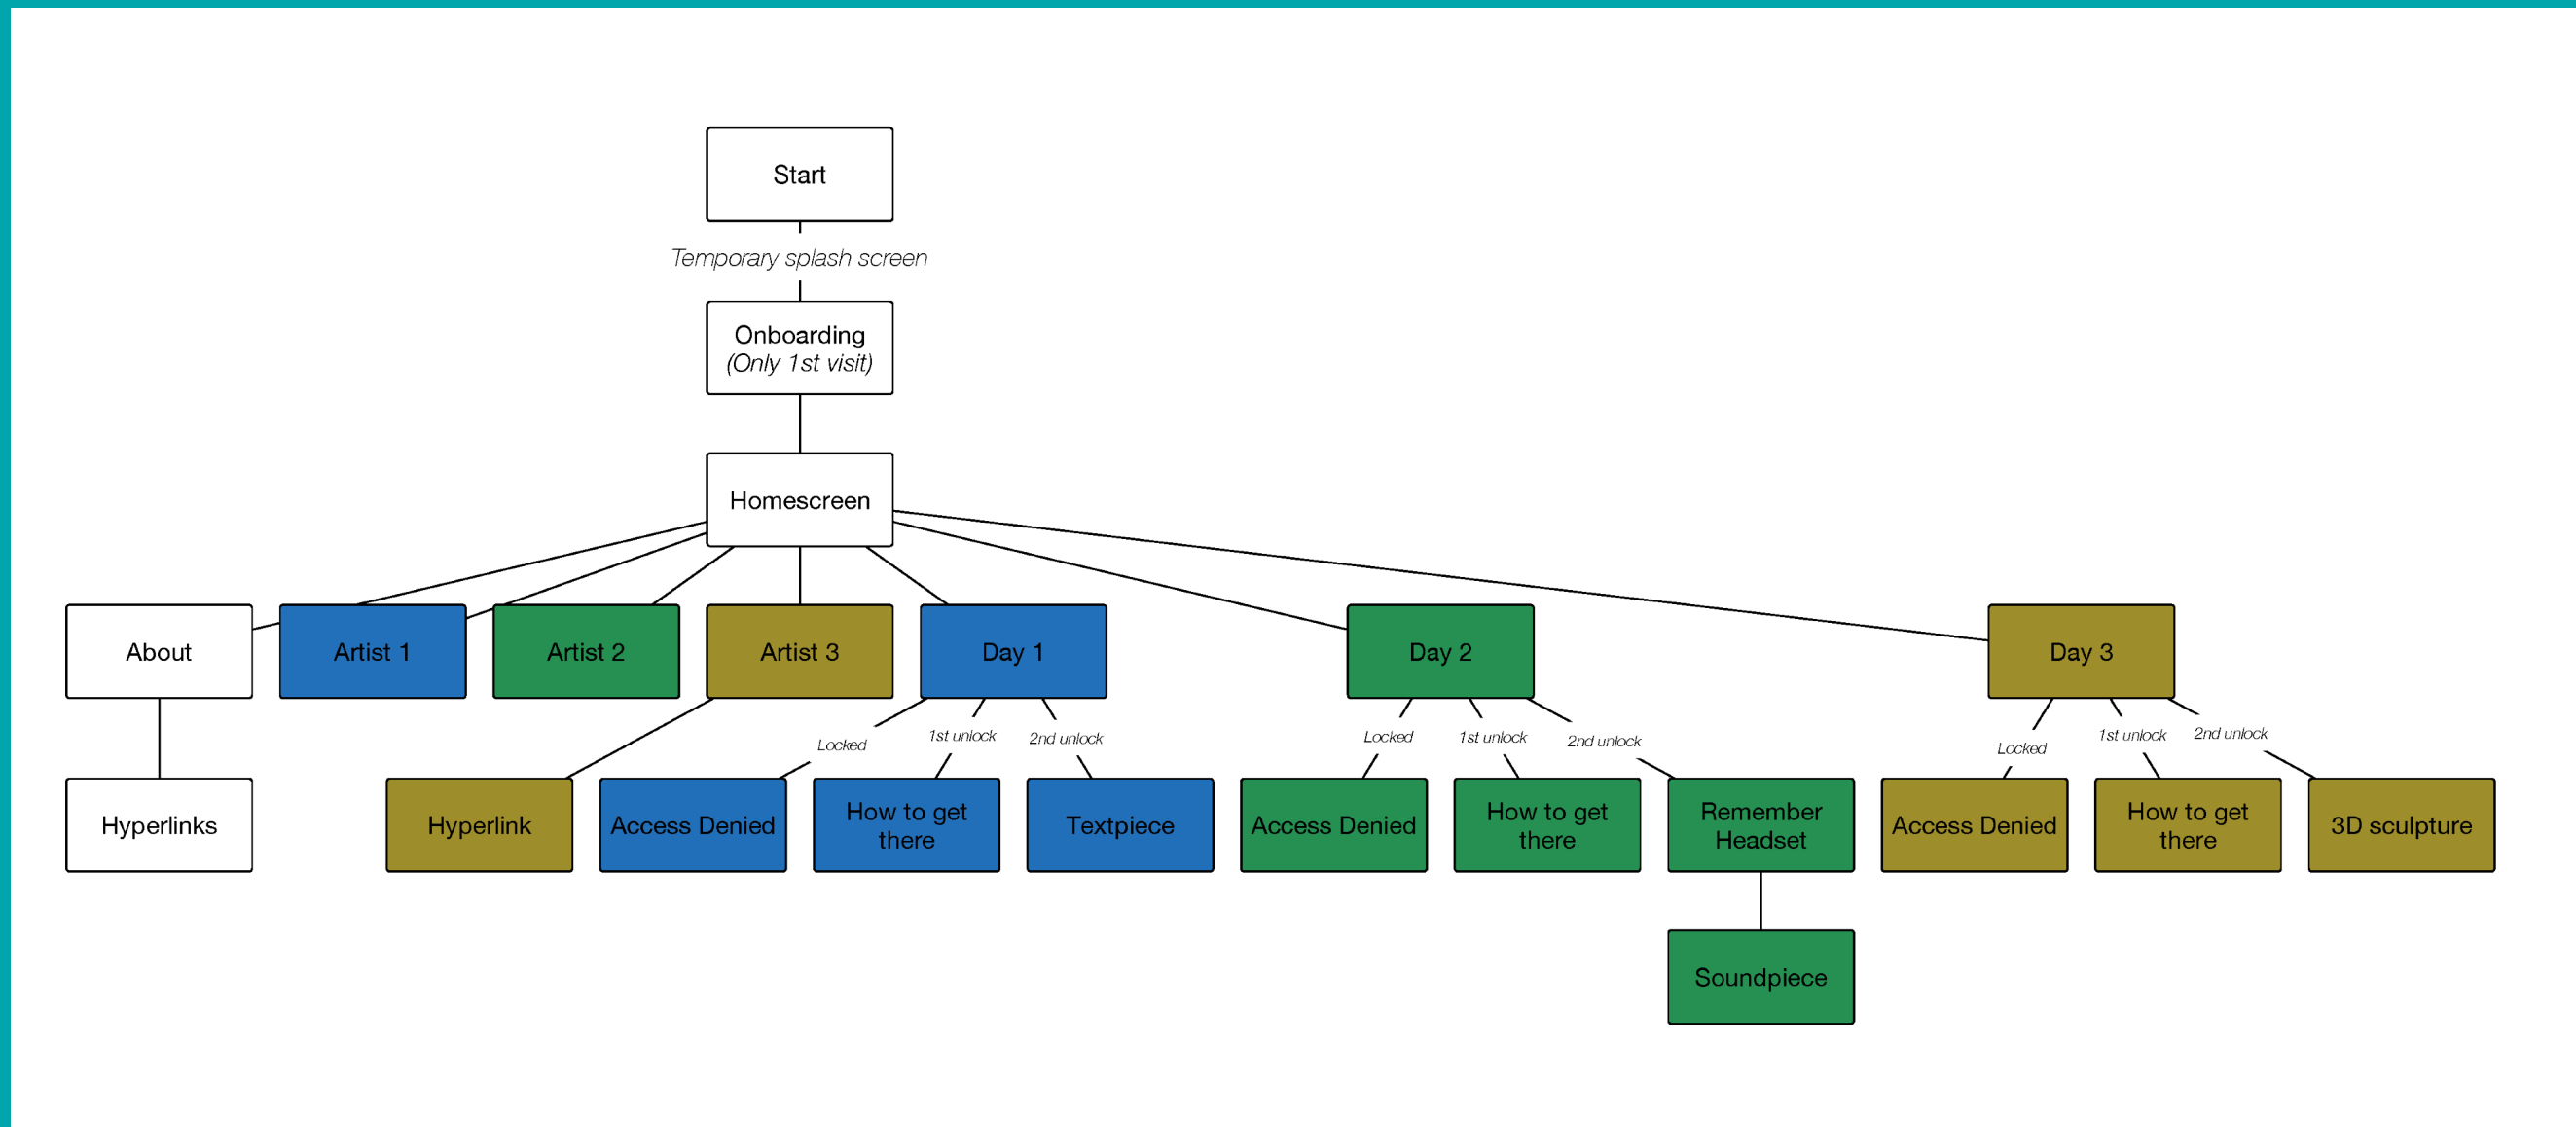 Start
Temporary splash screen
Onboarding
(Only 1st visit)
Homescreen
About
Artist 1
Artist 2
Artist 3
Day 1
Day 2
Day 3
Locked
1st unlock
2nd unlock
Locked
1st unlock
2nd unlock
Locked
1st unlock
2nd unlock
Hyperlinks
Hyperlink
Access Denied
How to get
there
Textpiece
Access Denied
How to get
there
Remember
Headset
Access Denied
How to get
there
3D sculpture
Soundpiece